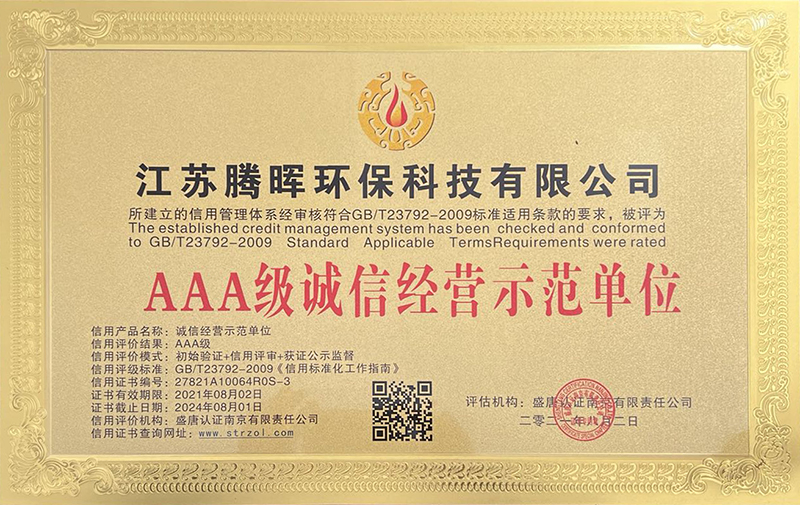 江苏腾晖环保科技有限公司
所建立的信用管理体系经审核符合GB/T23792-2009标准适用条款的要求，被评为
The established credit management system has been checked and conformed
to GB/T23792-2009 Standard Applicable TermsRequirements were rated
AAA级诚信经营示范单位
信用产品名称：诚信经营示范单位
信用评价结果：AAA级
信用评价模式：初始验证+信用评审+获证公示监督
信用评级标准：GB/T23792-2009《信用标准化工作指南》
信用证书编号：27821A10064R0S-3
证书有效期限：2021年08月02日
证书截止日期：2024年08月01日
信用评价机构：盛唐认证南京有限责任公司
信用证书查询网址：www.strzol.com
评估机构：盛唐认证南京有限责任公司
二零二一年八月二日